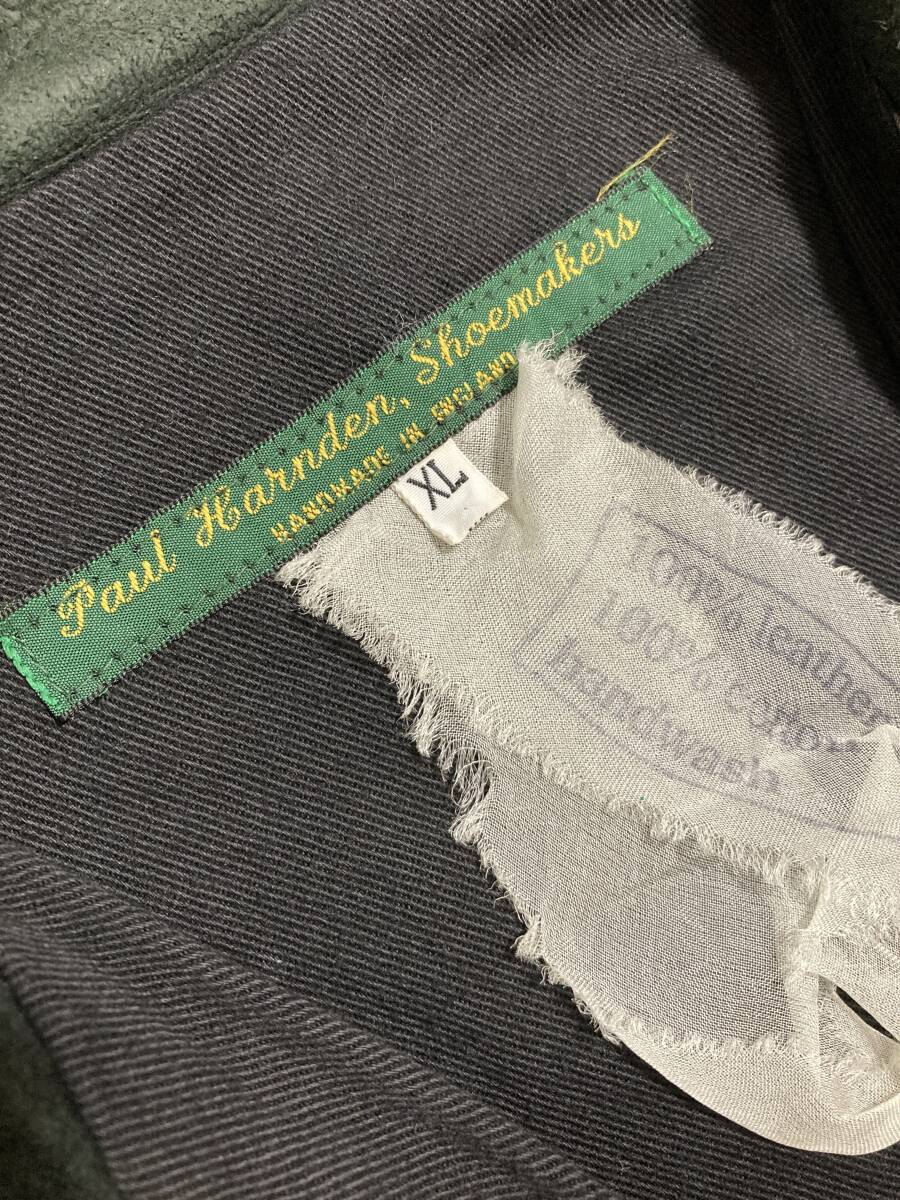 Paul Harnden, Shoemakers
HANDMADE IN ENGLAND
XL
100% leather
100% cotton
handwash